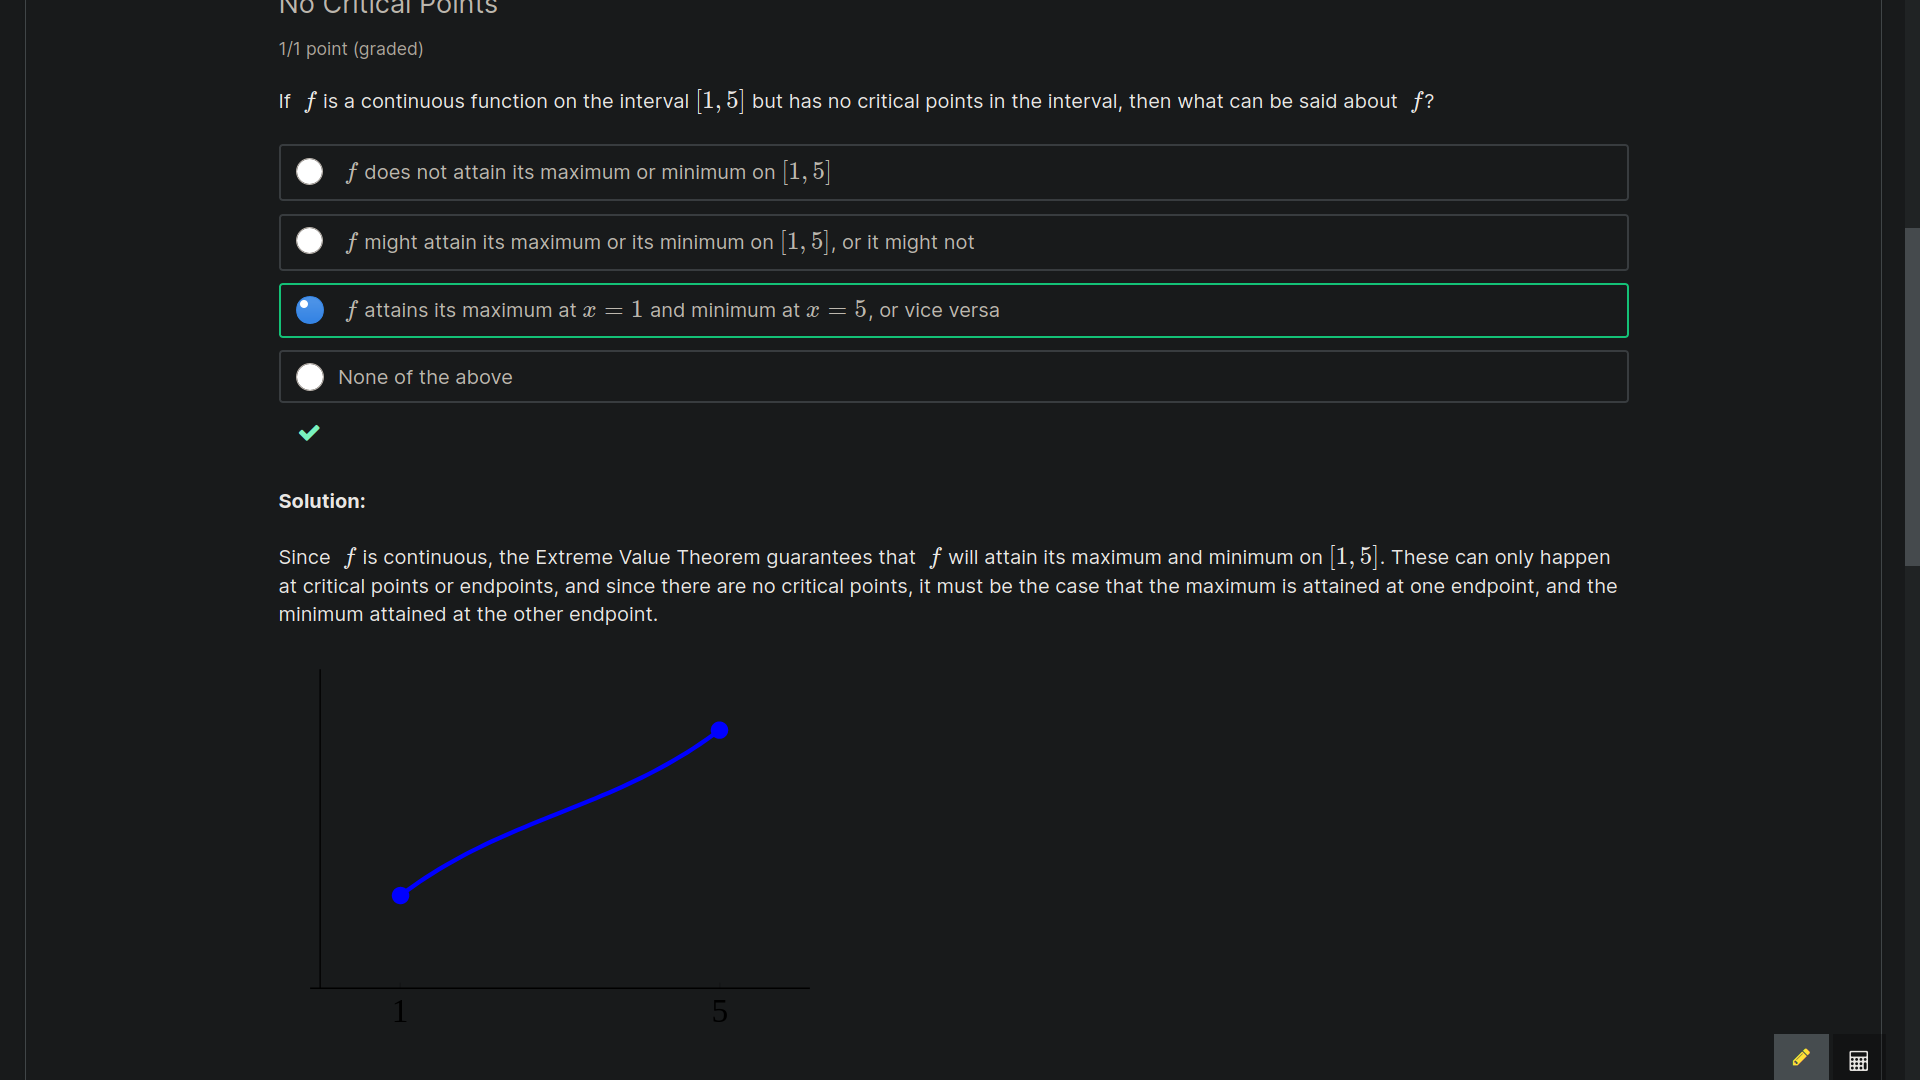 No Critical Points
1/1 point (graded)
If f is a continuous function on the interval [1, 5] but has no critical points in the interval, then what can be said about f?
f does not attain its maximum or minimum on [1, 5]
f might attain its maximum or its minimum on [1, 5], or it might not
f attains its maximum at x = 1 and minimum at x = 5, or vice versa
None of the above
Solution:
Since f is continuous, the Extreme Value Theorem guarantees that f will attain its maximum and minimum on [1, 5]. These can only happen
at critical points or endpoints, and since there are no critical points, it must be the case that the maximum is attained at one endpoint, and the
minimum attained at the other endpoint.
1 5